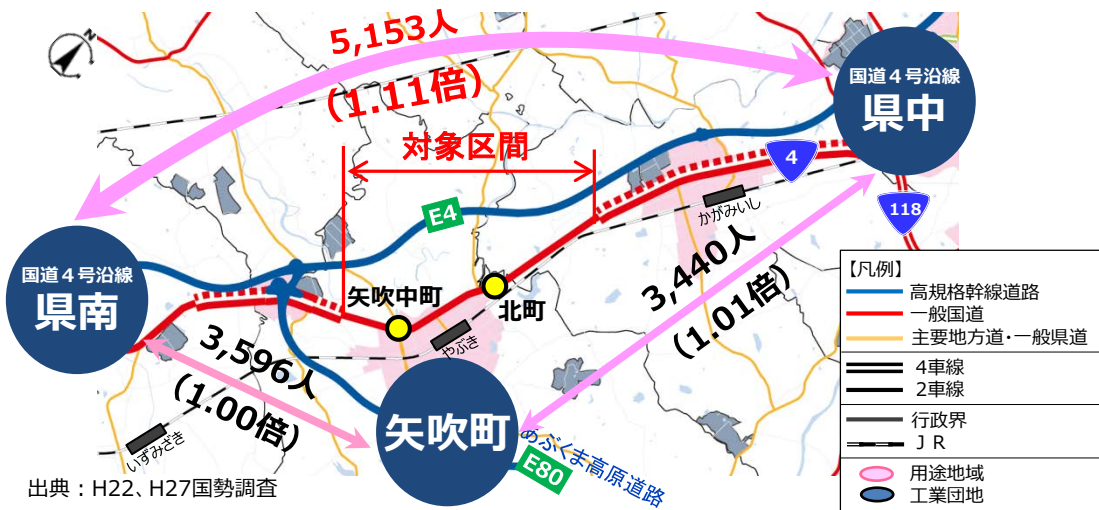 N
5,153人
(1.11倍)
対象区間
国道4号沿線
県中
4
118
E4
かがみいし
国道4号沿線
県南
矢吹中町
北町
やぶき
3,440人
(1.01倍)
3,596人
(1.00倍)
矢吹町
いずみざき
あぶくま高原道路
E80
出典：H22、H27国勢調査
【凡例】
高規格幹線道路
一般国道
主要地方道・一般県道
4車線
2車線
行政界
JR
用途地域
工業団地